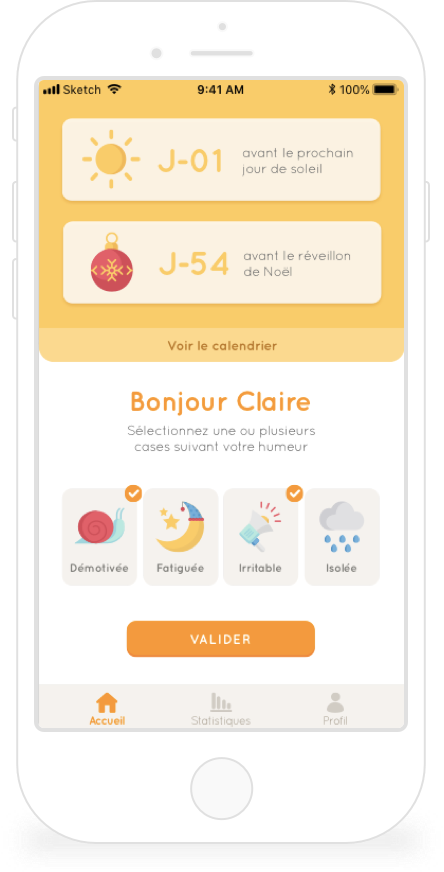 Sketch 9:41 AM 100%
J-01 avant le prochain
jour de soleil
J-54 avant le réveillon
de Noël
Voir le calendrier
Bonjour Claire
Sélectionnez une ou plusieurs
cases suivant votre humeur
Démotivée Fatiguée Irritable Isolée
VALIDER
Accueil Statistiques Profil